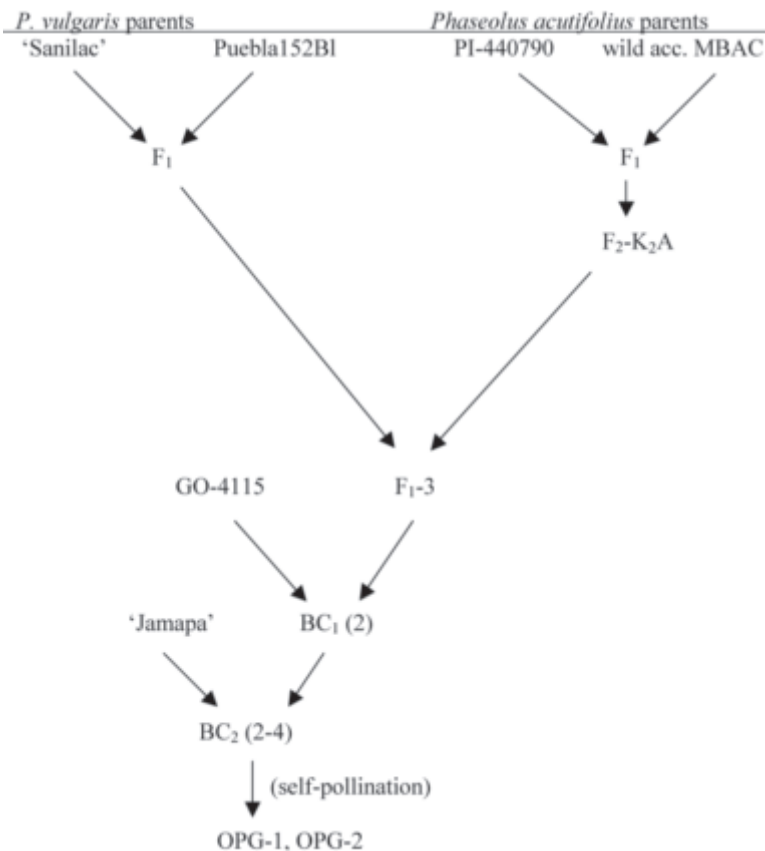 P. vulgaris parents Phaseolus acutifolius parents
‘Sanilac’ Puebla152Bl PI-440790 wild acc. MBAC
F₁ F₁
F₂-K₂A
GO-4115 F₁-3
‘Jamapa’ BC₁ (2)
BC₂ (2-4)
(self-pollination)
OPG-1, OPG-2